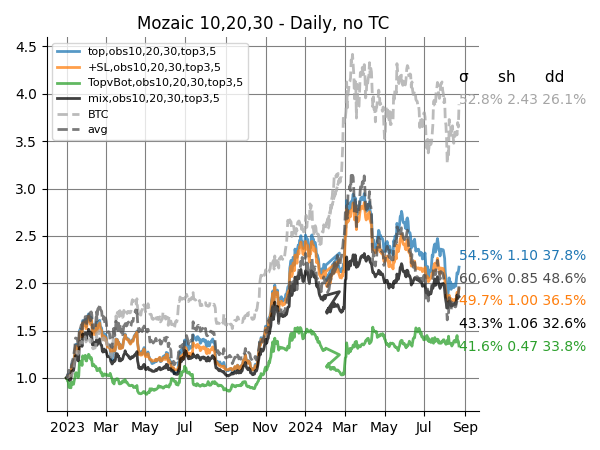 Mozaic 10,20,30 - Daily, no TC
top,obs10,20,30,top3,5
+SL,obs10,20,30,top3,5
TopvBot,obs10,20,30,top3,5
mix,obs10,20,30,top3,5
BTC
avg
σ sh dd
52.8% 2.43 26.1%
54.5% 1.10 37.8%
60.6% 0.85 48.6%
49.7% 1.00 36.5%
43.3% 1.06 32.6%
41.6% 0.47 33.8%
4.5
4.0
3.5
3.0
2.5
2.0
1.5
1.0
2023 Mar May Jul Sep Nov 2024 Mar May Jul Sep